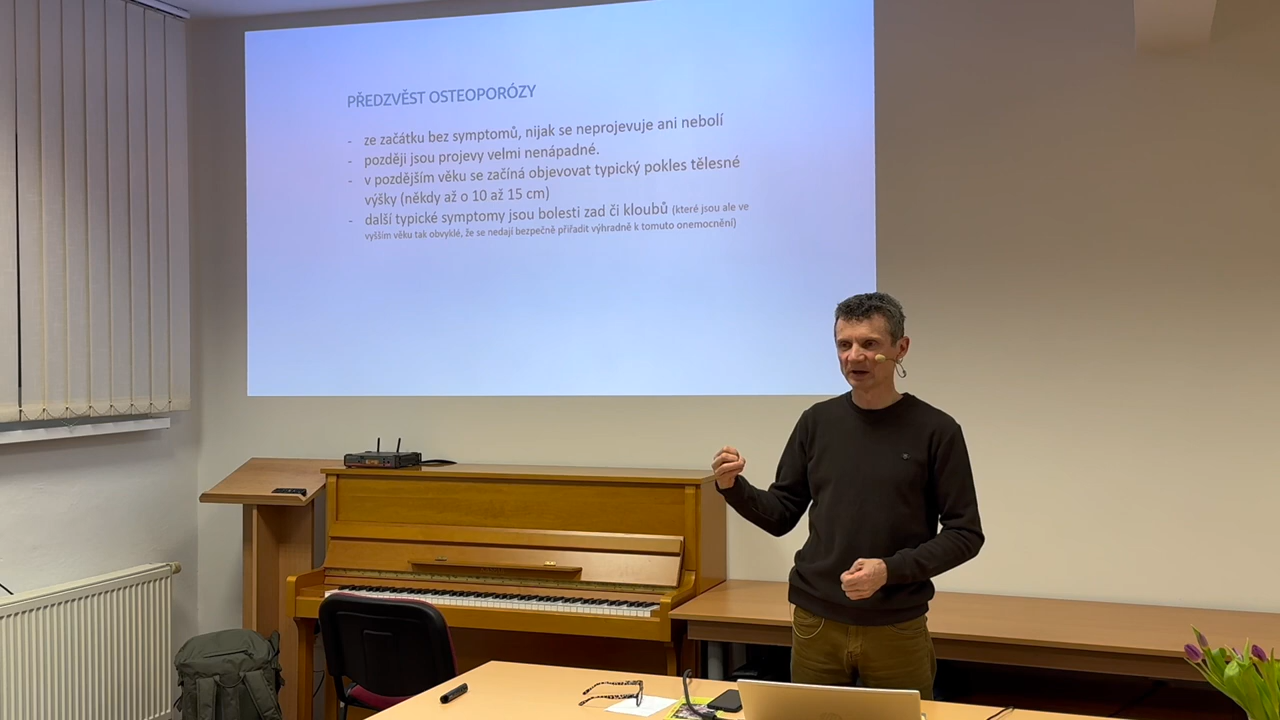 PŘEDZVĚST OSTEOPORÓZY
- ze začátku bez symptomů, nijak se neprojevuje ani nebolí
- později jsou projevy velmi nenápadné.
- v pozdějším věku se začíná objevovat typický pokles tělesné
výšky (někdy až o 10 až 15 cm)
- další typické symptomy jsou bolesti zad či kloubů (které jsou ale ve
vyšším věku tak obvyklé, že se nedají bezpečně přiřadit výhradně k tomuto onemocnění)